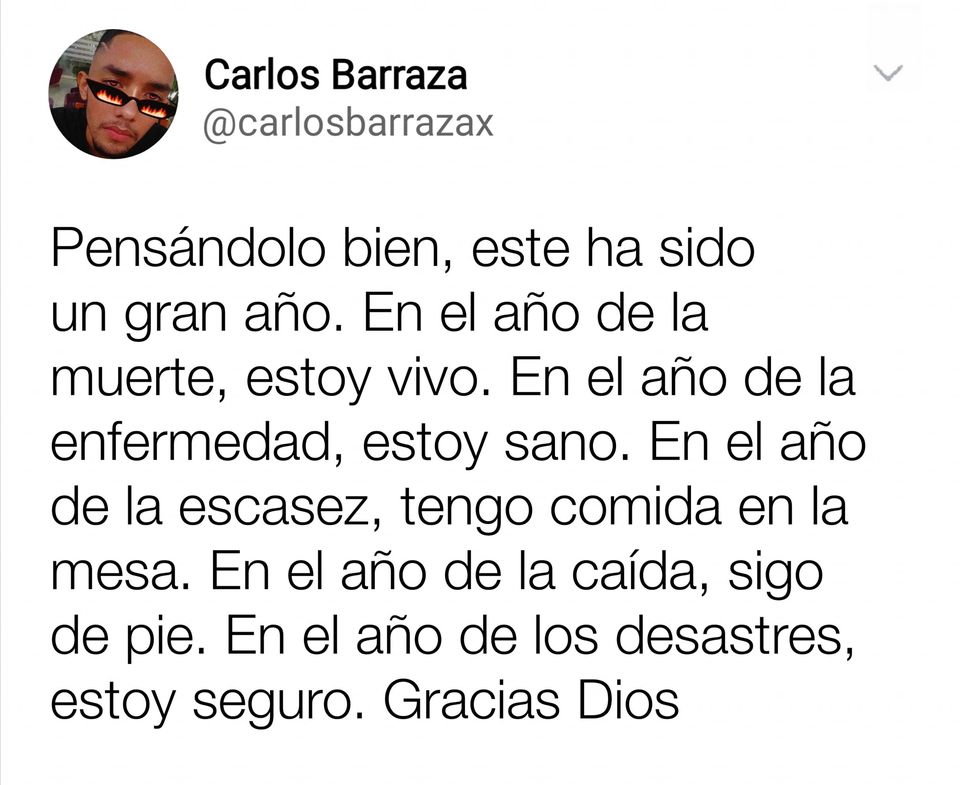 Carlos Barraza
@carlosbarrazax
Pensándolo bien, este ha sido
un gran año. En el año de la
muerte, estoy vivo. En el año de la
enfermedad, estoy sano. En el año
de la escasez, tengo comida en la
mesa. En el año de la caída, sigo
de pie. En el año de los desastres,
estoy seguro. Gracias Dios